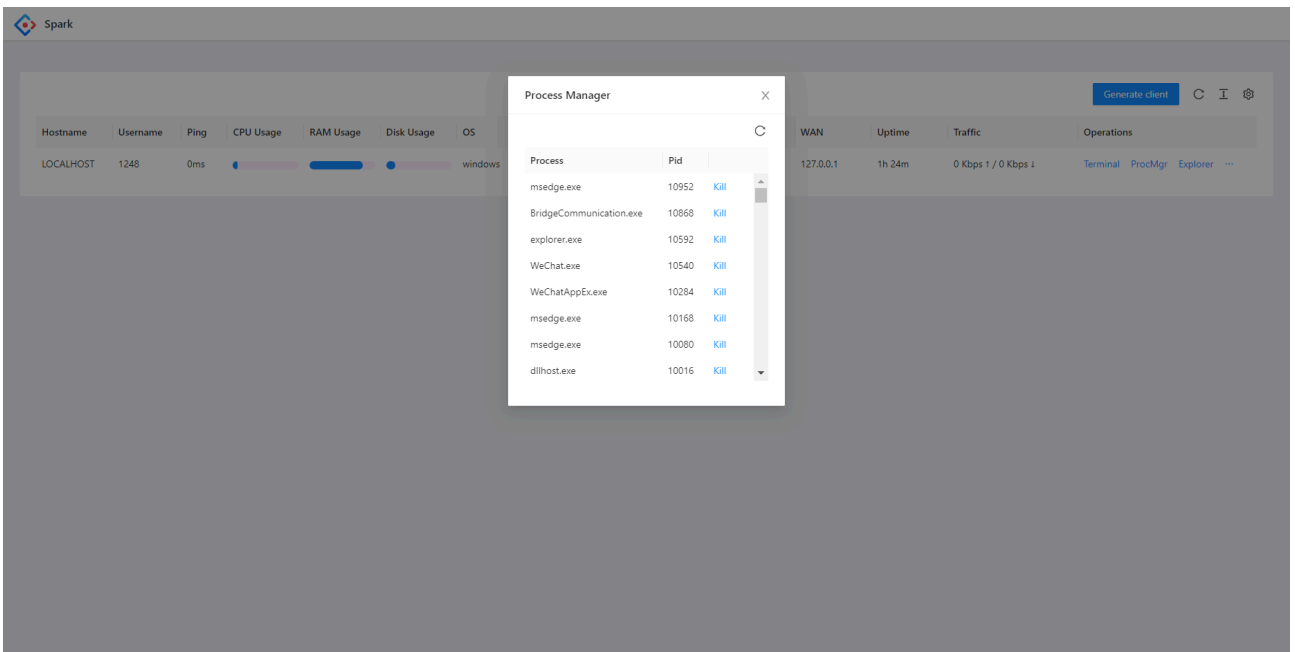 Spark
Process Manager
Generate client
Hostname Username Ping CPU Usage RAM Usage Disk Usage OS WAN Uptime Traffic Operations
LOCALHOST 1248 0ms windows 127.0.0.1 1h 24m 0 Kbps ↑ / 0 Kbps ↓ Terminal ProcMgr Explorer ···
Process Pid
msedge.exe 10952 Kill
BridgeCommunication.exe 10868 Kill
explorer.exe 10592 Kill
WeChat.exe 10540 Kill
WeChatAppEx.exe 10284 Kill
msedge.exe 10168 Kill
msedge.exe 10080 Kill
dllhost.exe 10016 Kill